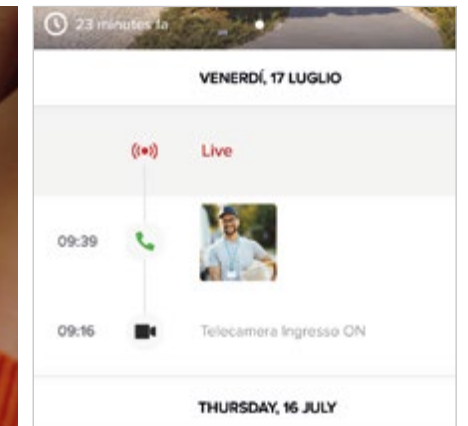 23 minutes fa
VENERDÍ, 17 LUGLIO
Live
09:39
09:16
Telecamera Ingresso ON
THURSDAY, 16 JULY